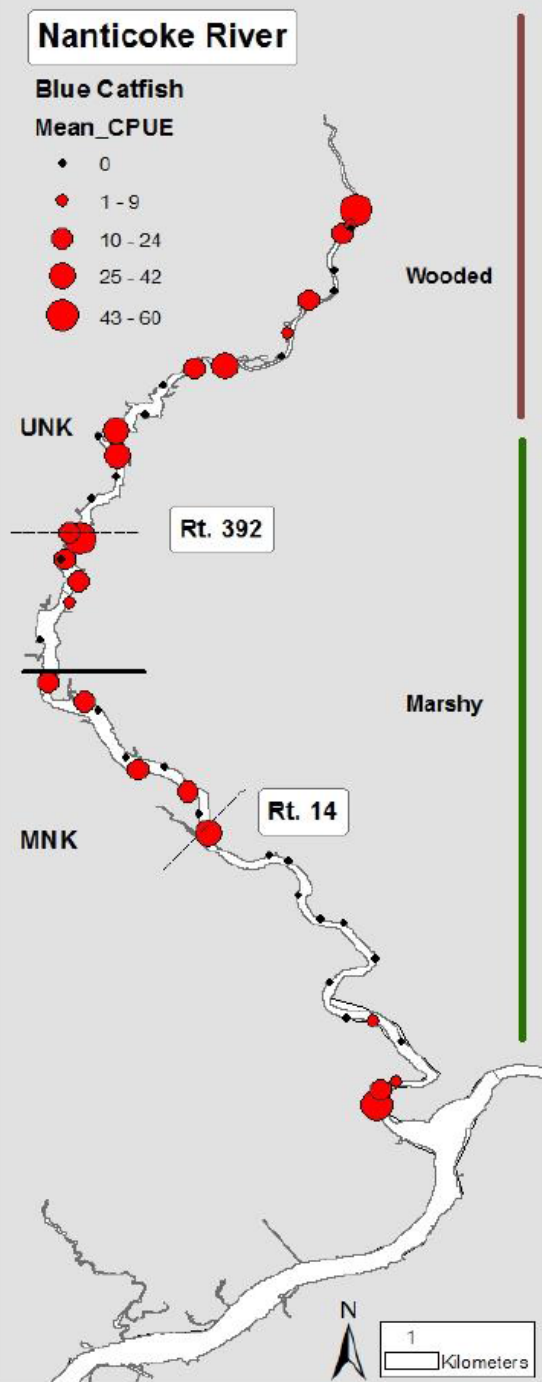 Nanticoke River
Blue Catfish
Mean_CPUE
0
1 - 9
10 - 24
25 - 42
43 - 60
Wooded
UNK
Rt. 392
Marshy
Rt. 14
MNK
N
1
Kilometers